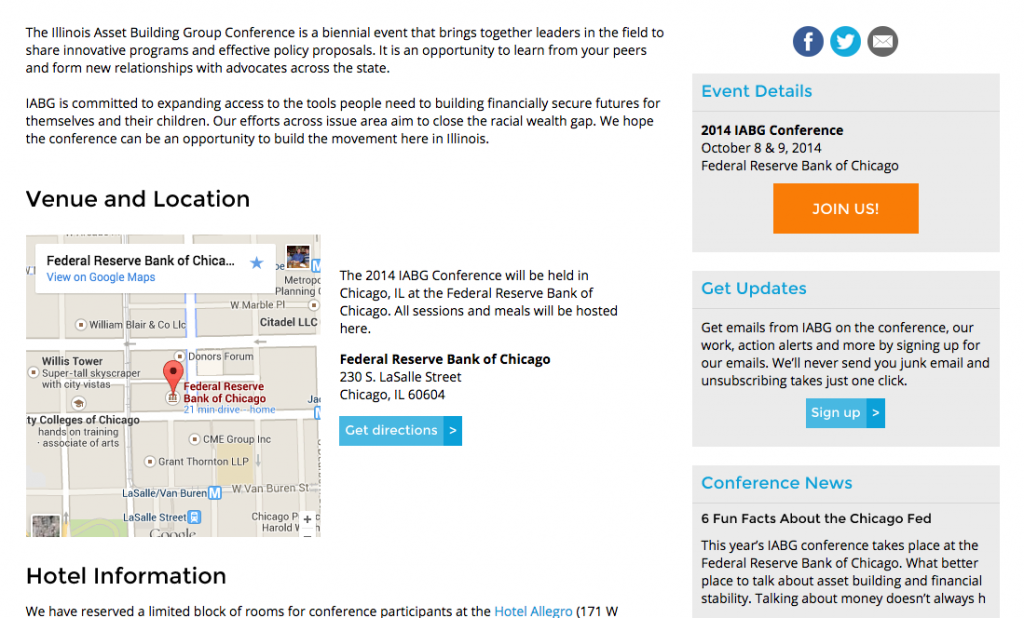 The Illinois Asset Building Group Conference is a biennial event that brings together leaders in the field to
share innovative programs and effective policy proposals. It is an opportunity to learn from your peers
and form new relationships with advocates across the state.
IABG is committed to expanding access to the tools people need to building financially secure futures for
themselves and their children. Our efforts across issue area aim to close the racial wealth gap. We hope
the conference can be an opportunity to build the movement here in Illinois.
Venue and Location
Federal Reserve Bank of Chica...
View on Google Maps
Metropo
Planning
W Marble Pl
William Blair & Co Llc
Citadel LLC
Willis Tower
Super-tall skyscraper
with city vistas
Donors Forum
Federal Reserve
Bank of Chicago
21 min drive - home
Ja
ty Colleges of Chicago
hands on training
· associate of arts
CME Group Inc
Grant Thornton LLP
LaSalle/Van Buren M
W Van Buren St
LaSalle Street
Chicago P
Harold
Google
+
The 2014 IABG Conference will be held in
Chicago, IL at the Federal Reserve Bank of
Chicago. All sessions and meals will be hosted
here.
Federal Reserve Bank of Chicago
230 S. LaSalle Street
Chicago, IL 60604
Get directions >
Hotel Information
We have reserved a limited block of rooms for conference participants at the Hotel Allegro (171 W
Event Details
2014 IABG Conference
October 8 & 9, 2014
Federal Reserve Bank of Chicago
JOIN US!
Get Updates
Get emails from IABG on the conference, our
work, action alerts and more by signing up for
our emails. We'll never send you junk email and
unsubscribing takes just one click.
Sign up >
Conference News
6 Fun Facts About the Chicago Fed
This year's IABG conference takes place at the
Federal Reserve Bank of Chicago. What better
place to talk about asset building and financial
stability. Talking about money doesn't always h